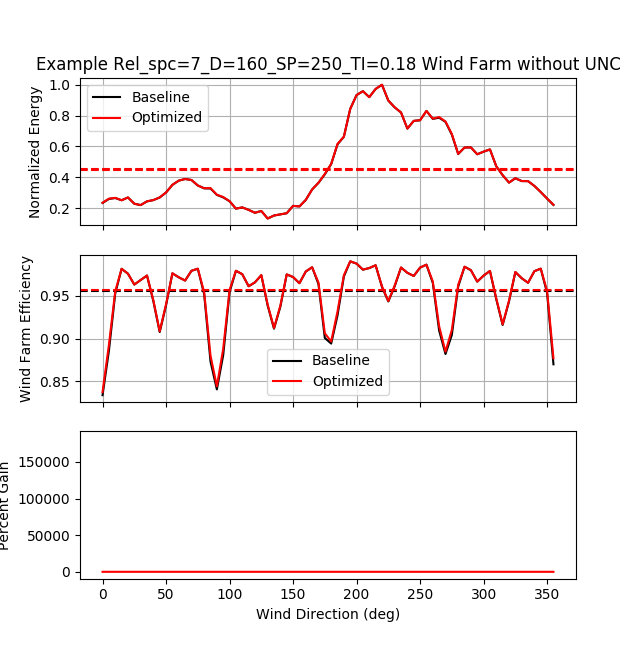 Example Rel_spc=7_D=160_SP=250_TI=0.18 Wind Farm without UNC
1.0
0.8
0.6
0.4
0.2
Normalized Energy
Baseline
Optimized
0.95
0.90
0.85
Wind Farm Efficiency
Baseline
Optimized
150000
100000
50000
0
Percent Gain
0
50
100
150
200
250
300
350
Wind Direction (deg)